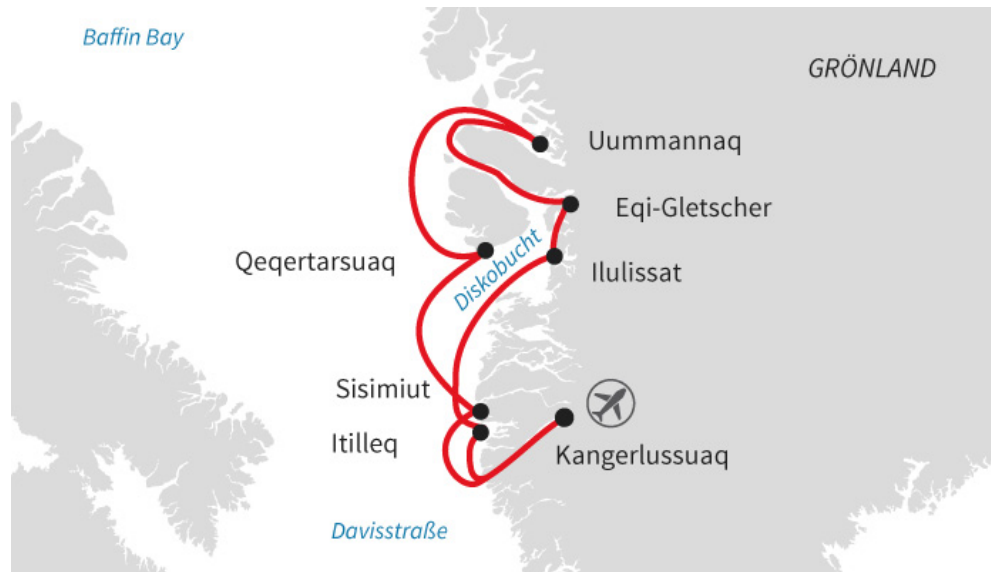 Baffin Bay
GRÖNLAND
Uummannaq
Eqi-Gletscher
Qeqertarsuaq
Diskobucht
Ilulissat
Sisimiut
Itilleq
Kangerlussuaq
Davisstraße